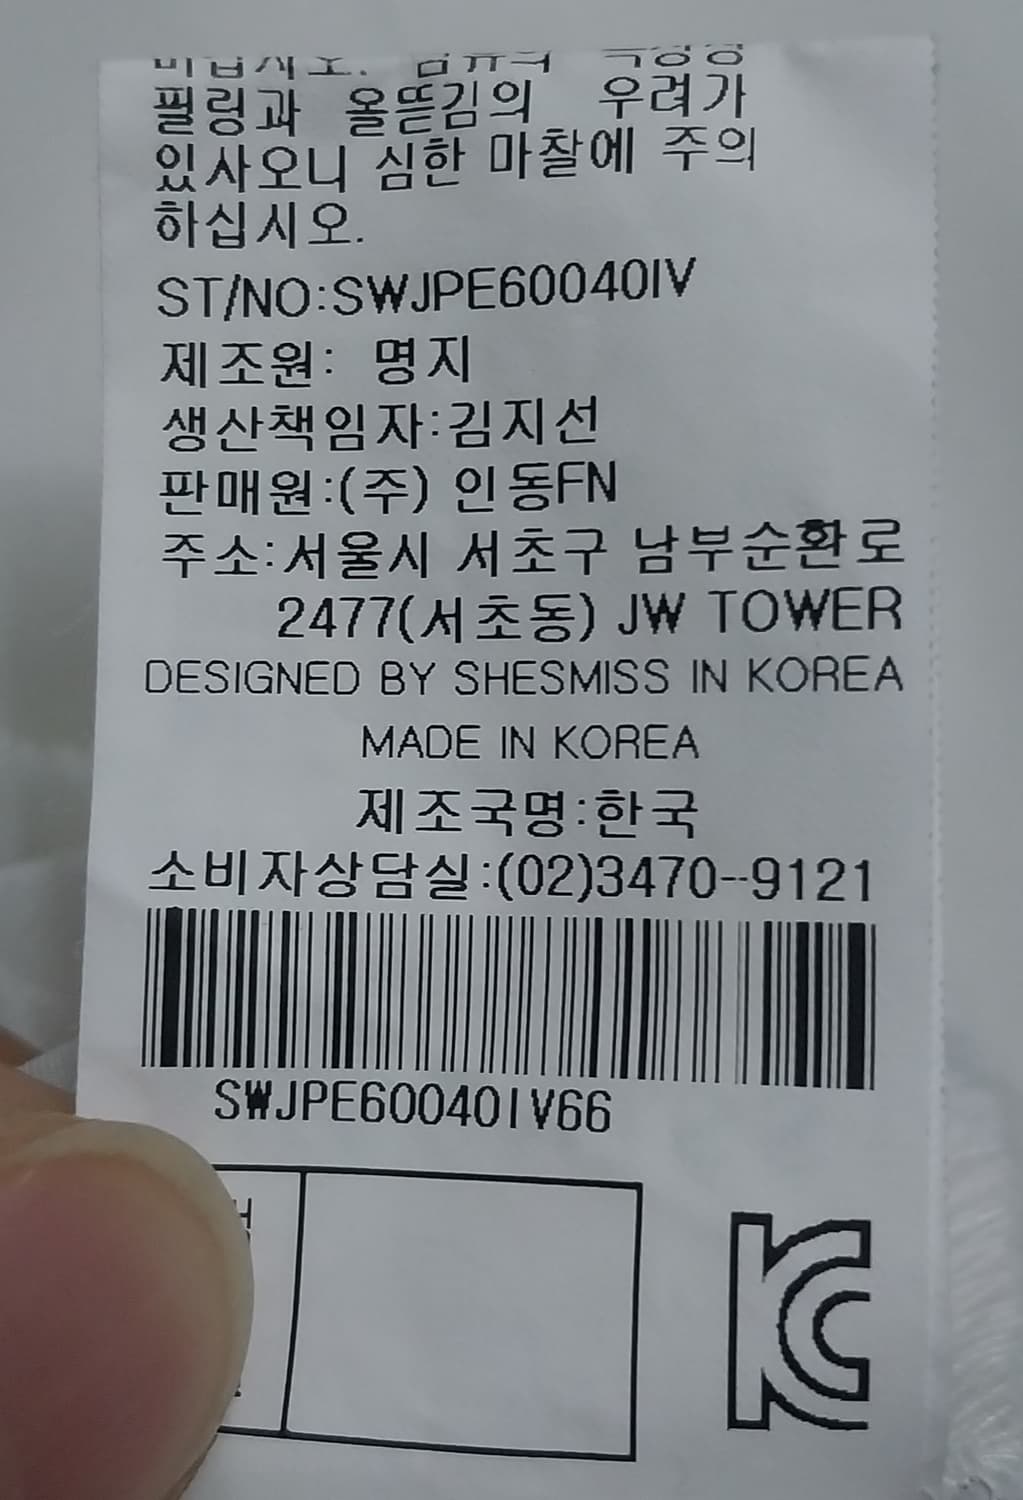 필링과 올뜯김의 우려가
있사오니 심한 마찰에 주의
하십시오.
ST/NO:SWJPE60040IV
제조원: 명지
생산책임자:김지선
판매원:(주) 인동FN
주소:서울시 서초구 남부순환로
2477(서초동) JW TOWER
DESIGNED BY SHESMISS IN KOREA
MADE IN KOREA
제조국명:한국
소비자상담실:(02)3470--9121
SWJPE60040IV66
KC